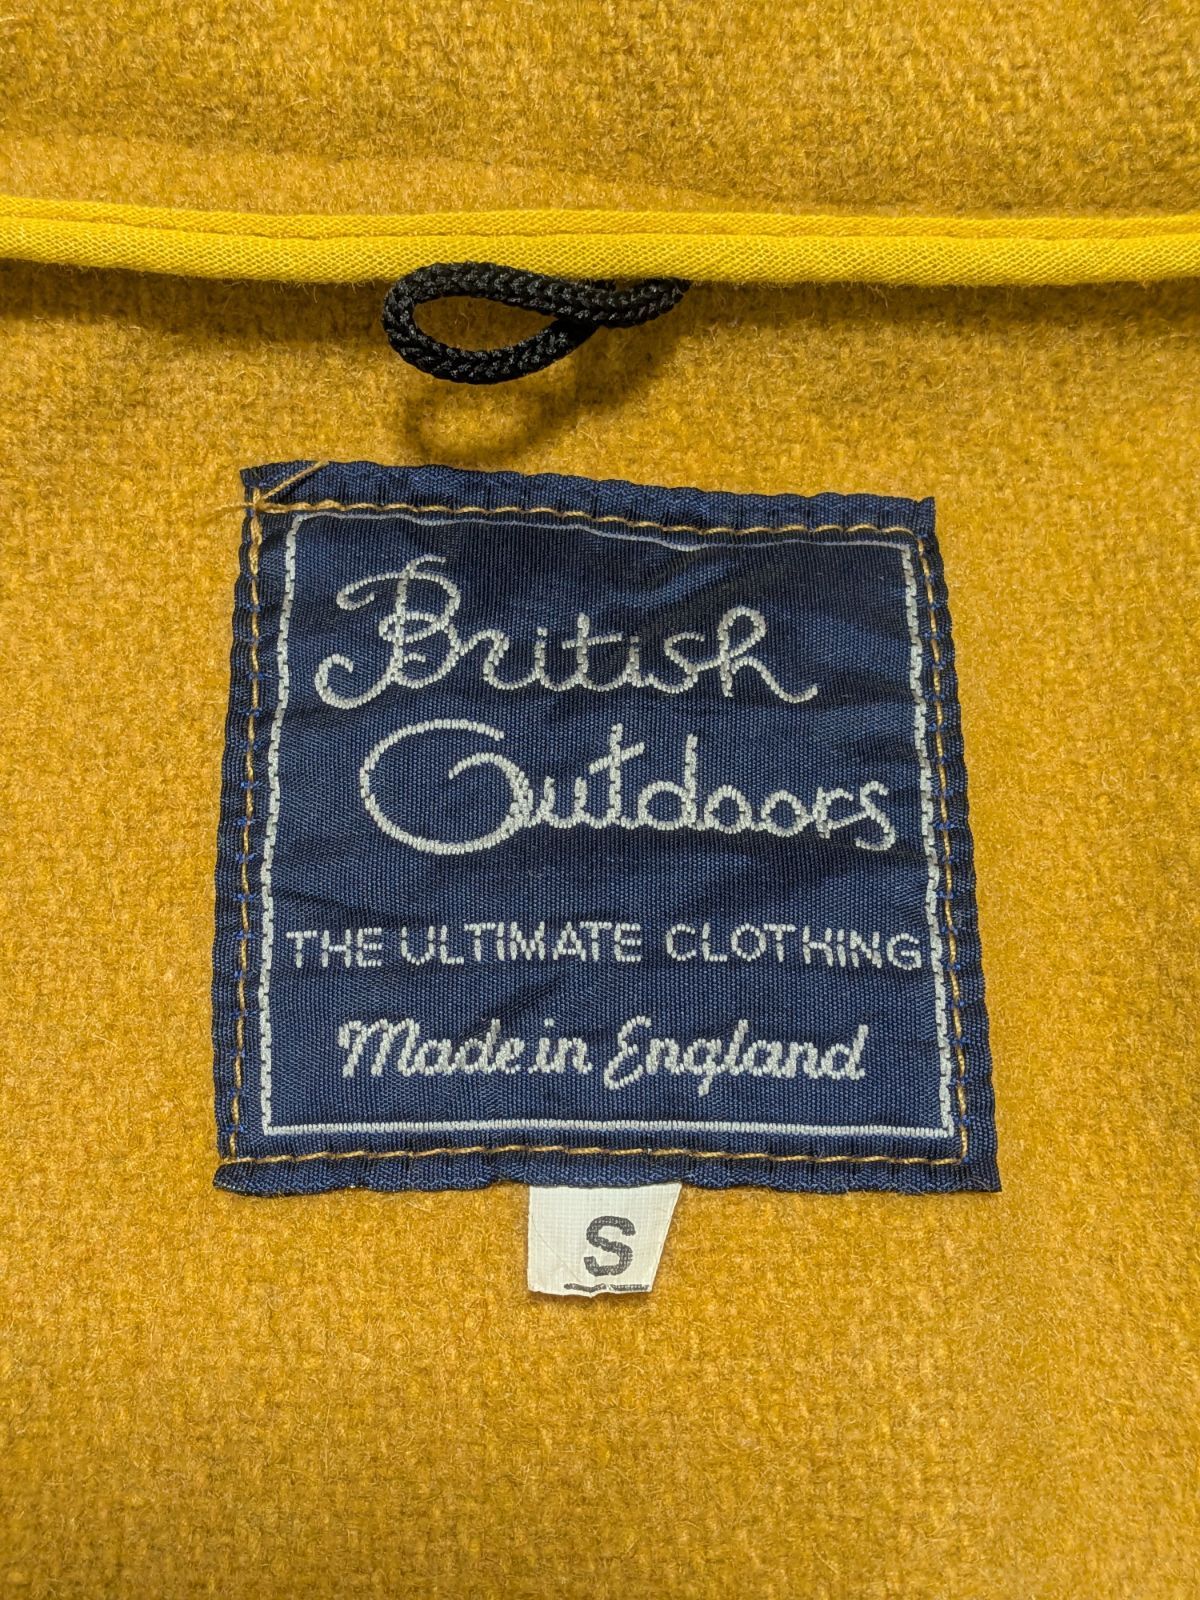 British
Outdoors
THE ULTIMATE CLOTHING
Made in England
S